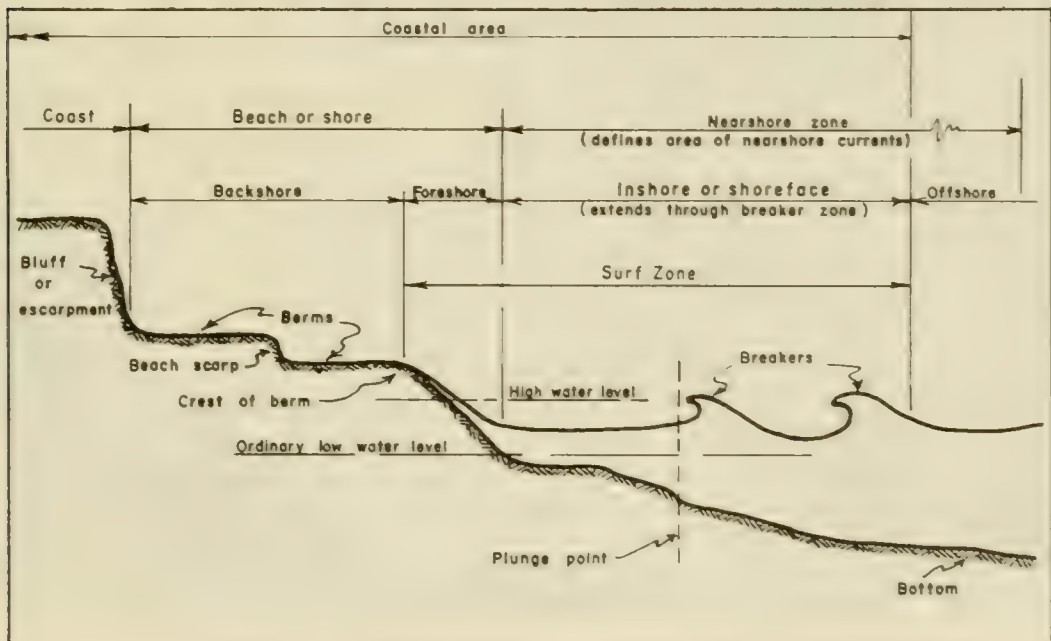 Coastal area
Coast
Beach or shore
Nearshore zone
(defines area of nearshore currents)
Backshore
Foreshore
Inshore or shoreface
(extends through breaker zone)
Offshore
Surf Zone
Bluff
or
escarpment
Berms
Beach scarp
Crest of berm
Breakers
High water level
Ordinary low water level
Plunge point
Bottom